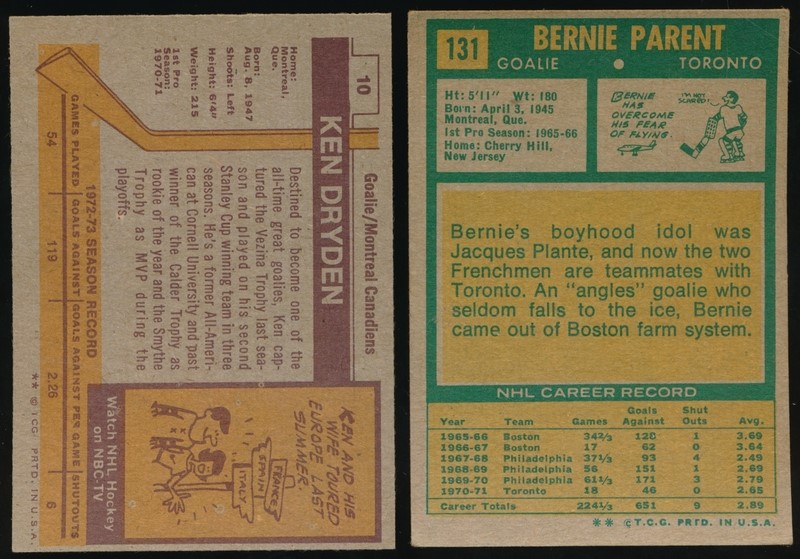 10
KEN DRYDEN
Goalie/Montreal Canadiens
Home:
Montreal,
Que.
Born:
Aug. 8, 1947
Shoots: Left
Height: 6'4"
Weight: 215
1st Pro
Season:
1970-71
Destined to become one of the
all-time great goalies, Ken cap-
tured the Vezina Trophy last sea-
son and played on his second
Stanley Cup winning team in three
seasons. He's a former All-Ameri-
can at Cornell University and past
winner of the Calder Trophy as
rookie of the year and the Smythe
Trophy as MVP during the
playoffs.
KEN AND HIS
WIFE TOURED
EUROPE LAST
SUMMER.
FRANCE
SPAIN
ITALY
Watch NHL Hockey
on NBC-TV
1972-73 SEASON RECORD
GAMES PLAYED GOALS AGAINST GOALS AGAINST PER GAME SHUTOUTS
54 119 2.26 6
** © T.C.G. PRTD. IN U.S.A.
131
BERNIE PARENT
GOALIE • TORONTO
Ht: 5'11" Wt: 180
Born: April 3, 1945
Montreal, Que.
1st Pro Season: 1965-66
Home: Cherry Hill,
New Jersey
BERNIE
HAS
OVERCOME
HIS FEAR
OF FLYING.
I'M NOT
SCARED!
Bernie's boyhood idol was
Jacques Plante, and now the two
Frenchmen are teammates with
Toronto. An "angles" goalie who
seldom falls to the ice, Bernie
came out of Boston farm system.
NHL CAREER RECORD
Year Team Games Goals Against Shut Outs Avg.
1965-66 Boston 34⅔ 128 1 3.69
1966-67 Boston 17 62 0 3.64
1967-68 Philadelphia 37⅓ 93 4 2.49
1968-69 Philadelphia 56 151 1 2.69
1969-70 Philadelphia 61⅓ 171 3 2.79
1970-71 Toronto 18 46 0 2.65
Career Totals 224⅓ 651 9 2.89
** © T.C.G. PRTD. IN U.S.A.